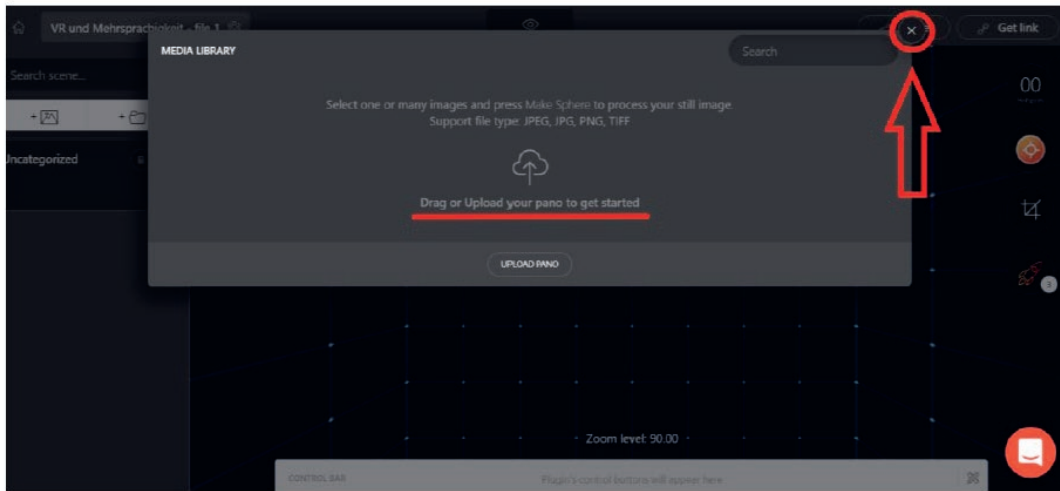 VR und Mehrsprachigkeit - file 1
Get link
MEDIA LIBRARY
Search
Search scene...
Select one or many images and press Make Sphere to process your still image.
Support file type: JPEG, JPG, PNG, TIFF
Uncategorized
Drag or Upload your pano to get started
UPLOAD PANO
Zoom level: 90.00
CONTROL BAR
Plugin's control buttons will appear here